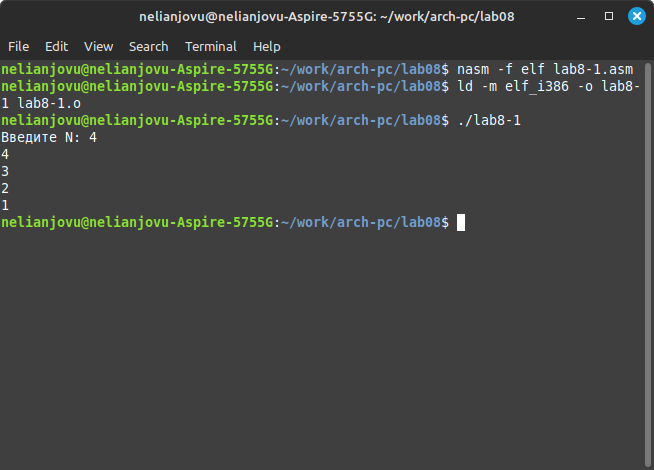 nelianjovu@nelianjovu-Aspire-5755G: ~/work/arch-pc/lab08
File Edit View Search Terminal Help
nelianjovu@nelianjovu-Aspire-5755G:~/work/arch-pc/lab08$ nasm -f elf lab8-1.asm
nelianjovu@nelianjovu-Aspire-5755G:~/work/arch-pc/lab08$ ld -m elf_i386 -o lab8-
1 lab8-1.o
nelianjovu@nelianjovu-Aspire-5755G:~/work/arch-pc/lab08$ ./lab8-1
Введите N: 4
4
3
2
1
nelianjovu@nelianjovu-Aspire-5755G:~/work/arch-pc/lab08$